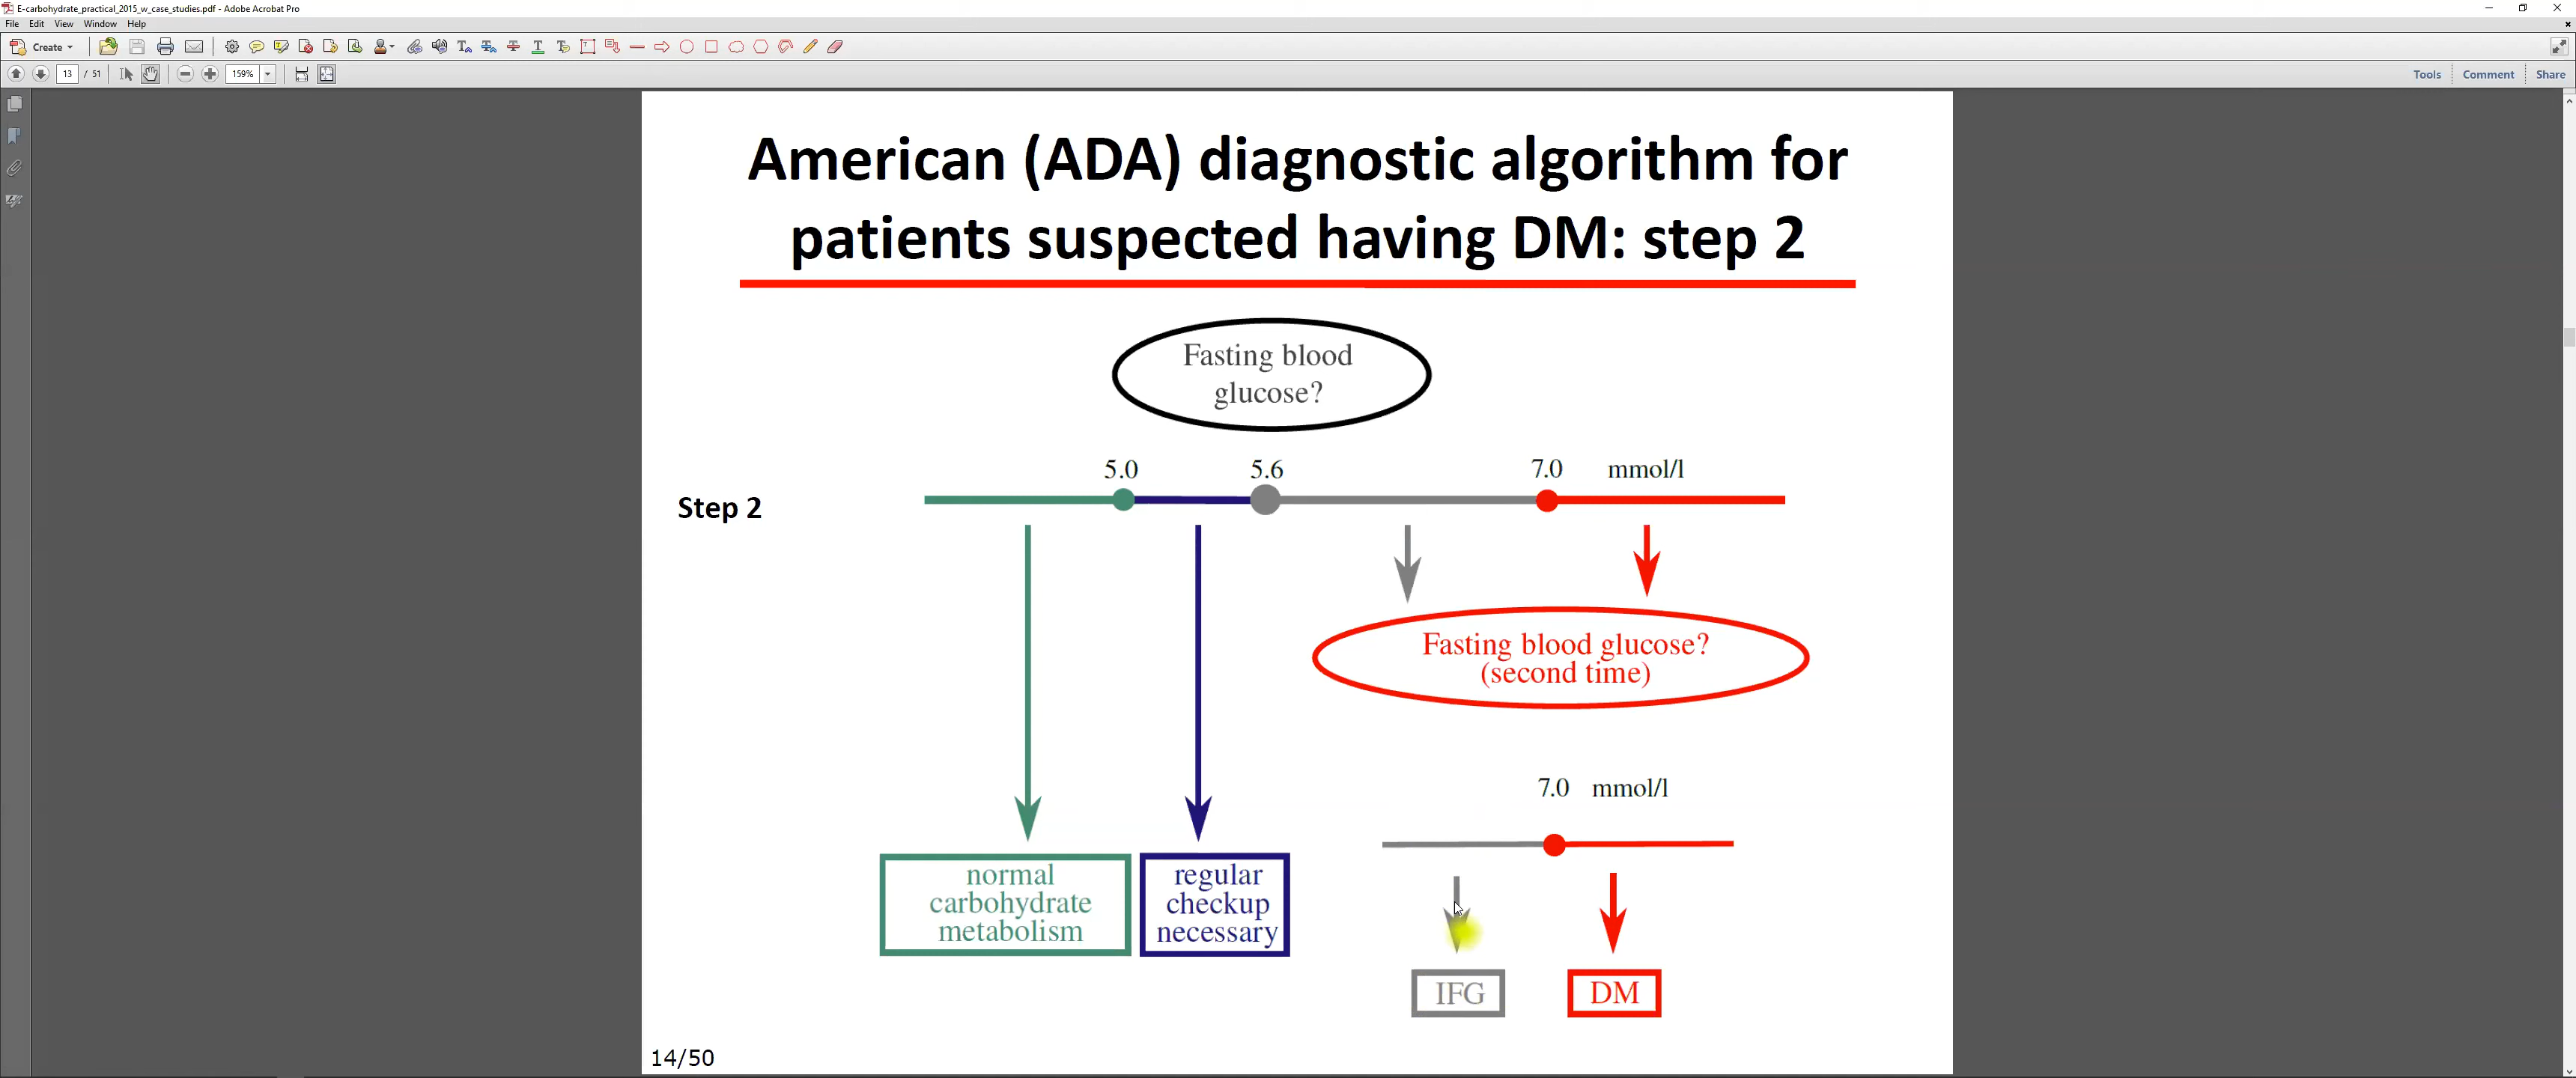 E-carbohydrate_practical_2015_w_case_studies.pdf - Adobe Acrobat Pro
File Edit View Window Help
Create
13 / 51 159% Tools Comment Share
American (ADA) diagnostic algorithm for
patients suspected having DM: step 2
Fasting blood
glucose?
5.0 5.6 7.0 mmol/l
Step 2
Fasting blood glucose?
(second time)
7.0 mmol/l
normal
carbohydrate
metabolism
regular
checkup
necessary
IFG DM
14/50